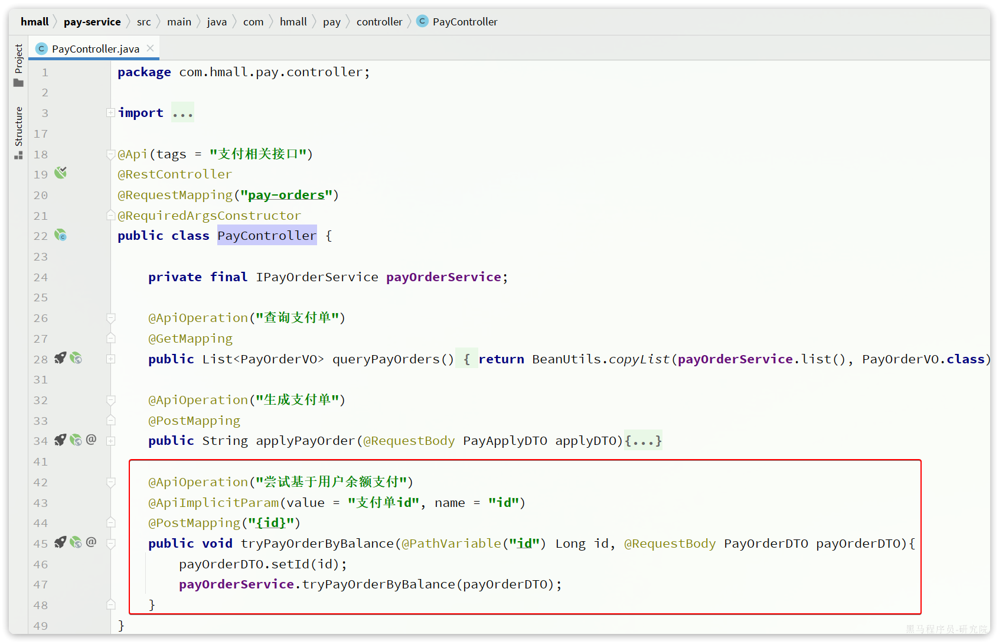 hmall pay-service src main java com hmall pay controller PayController
Project
Structure
PayController.java
1 package com.hmall.pay.controller;
2
3 import ...
17
18 @Api(tags = "支付相关接口")
19 @RestController
20 @RequestMapping("pay-orders")
21 @RequiredArgsConstructor
22 public class PayController {
23
24 private final IPayOrderService payOrderService;
25
26 @ApiOperation("查询支付单")
27 @GetMapping
28 public List<PayOrderVO> queryPayOrders() { return BeanUtils.copyList(payOrderService.list(), PayOrderVO.class)
31
32 @ApiOperation("生成支付单")
33 @PostMapping
34 public String applyPayOrder(@RequestBody PayApplyDTO applyDTO){...}
41
42 @ApiOperation("尝试基于用户余额支付")
43 @ApiImplicitParam(value = "支付单id", name = "id")
44 @PostMapping("{id}")
45 public void tryPayOrderByBalance(@PathVariable("id") Long id, @RequestBody PayOrderDTO payOrderDTO){
46 payOrderDTO.setId(id);
47 payOrderService.tryPayOrderByBalance(payOrderDTO);
48 }
49 }
黑马程序员-研究院